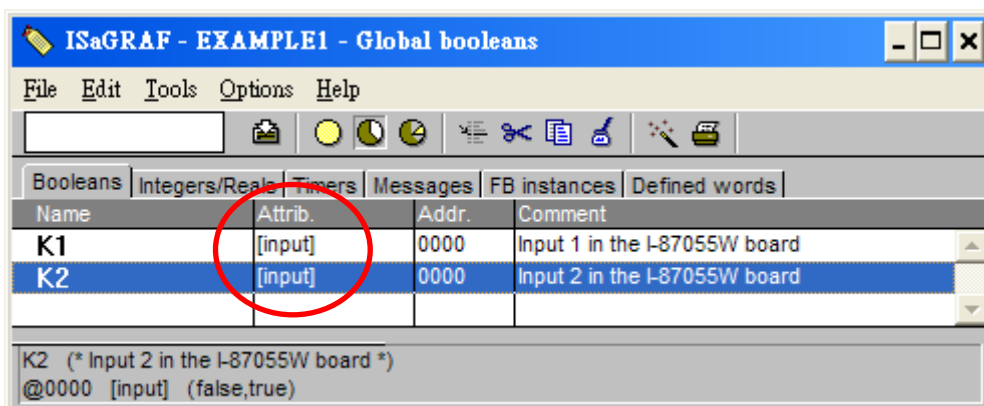 ISaGRAF - EXAMPLE1 - Global booleans
File Edit Tools Options Help
Booleans Integers/Reals Timers Messages FB instances Defined words
Name Attrib. Addr. Comment
K1 [input] 0000 Input 1 in the I-87055W board
K2 [input] 0000 Input 2 in the I-87055W board
K2 (* Input 2 in the I-87055W board *)
@0000 [input] (false,true)